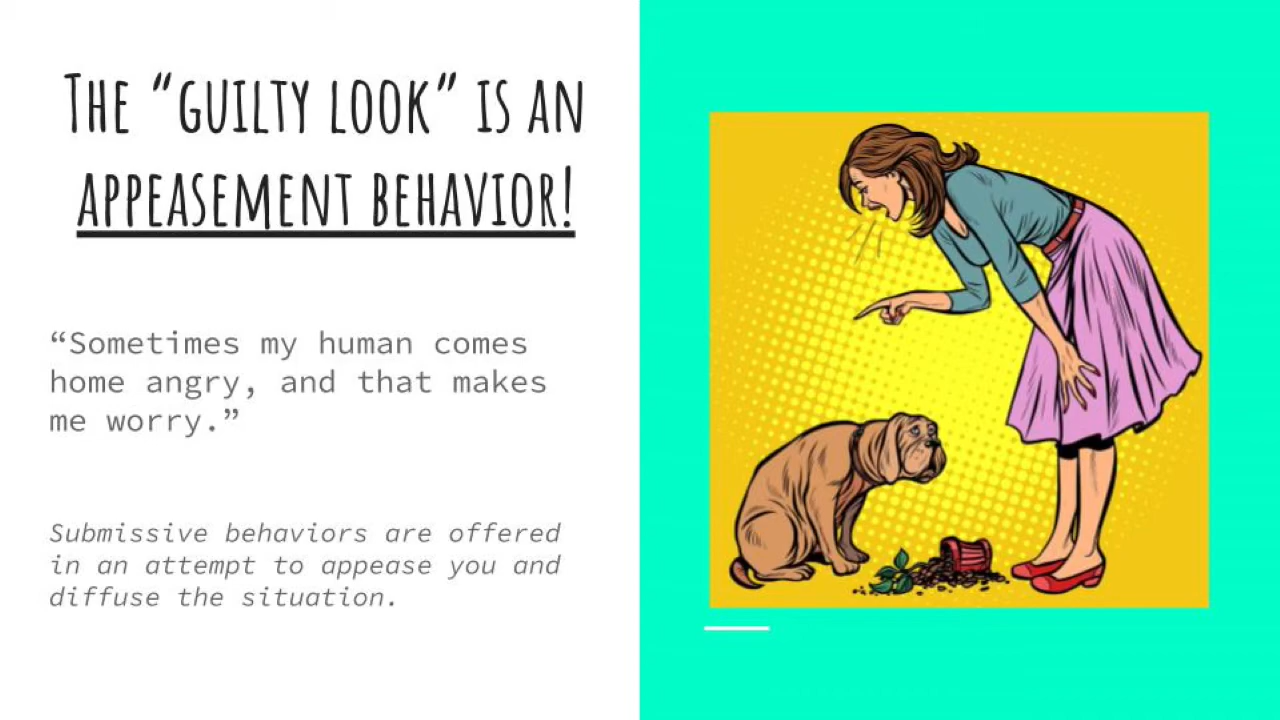 The “guilty look” is an
appeasement behavior!
“Sometimes my human comes
home angry, and that makes
me worry.”
Submissive behaviors are offered
in an attempt to appease you and
diffuse the situation.